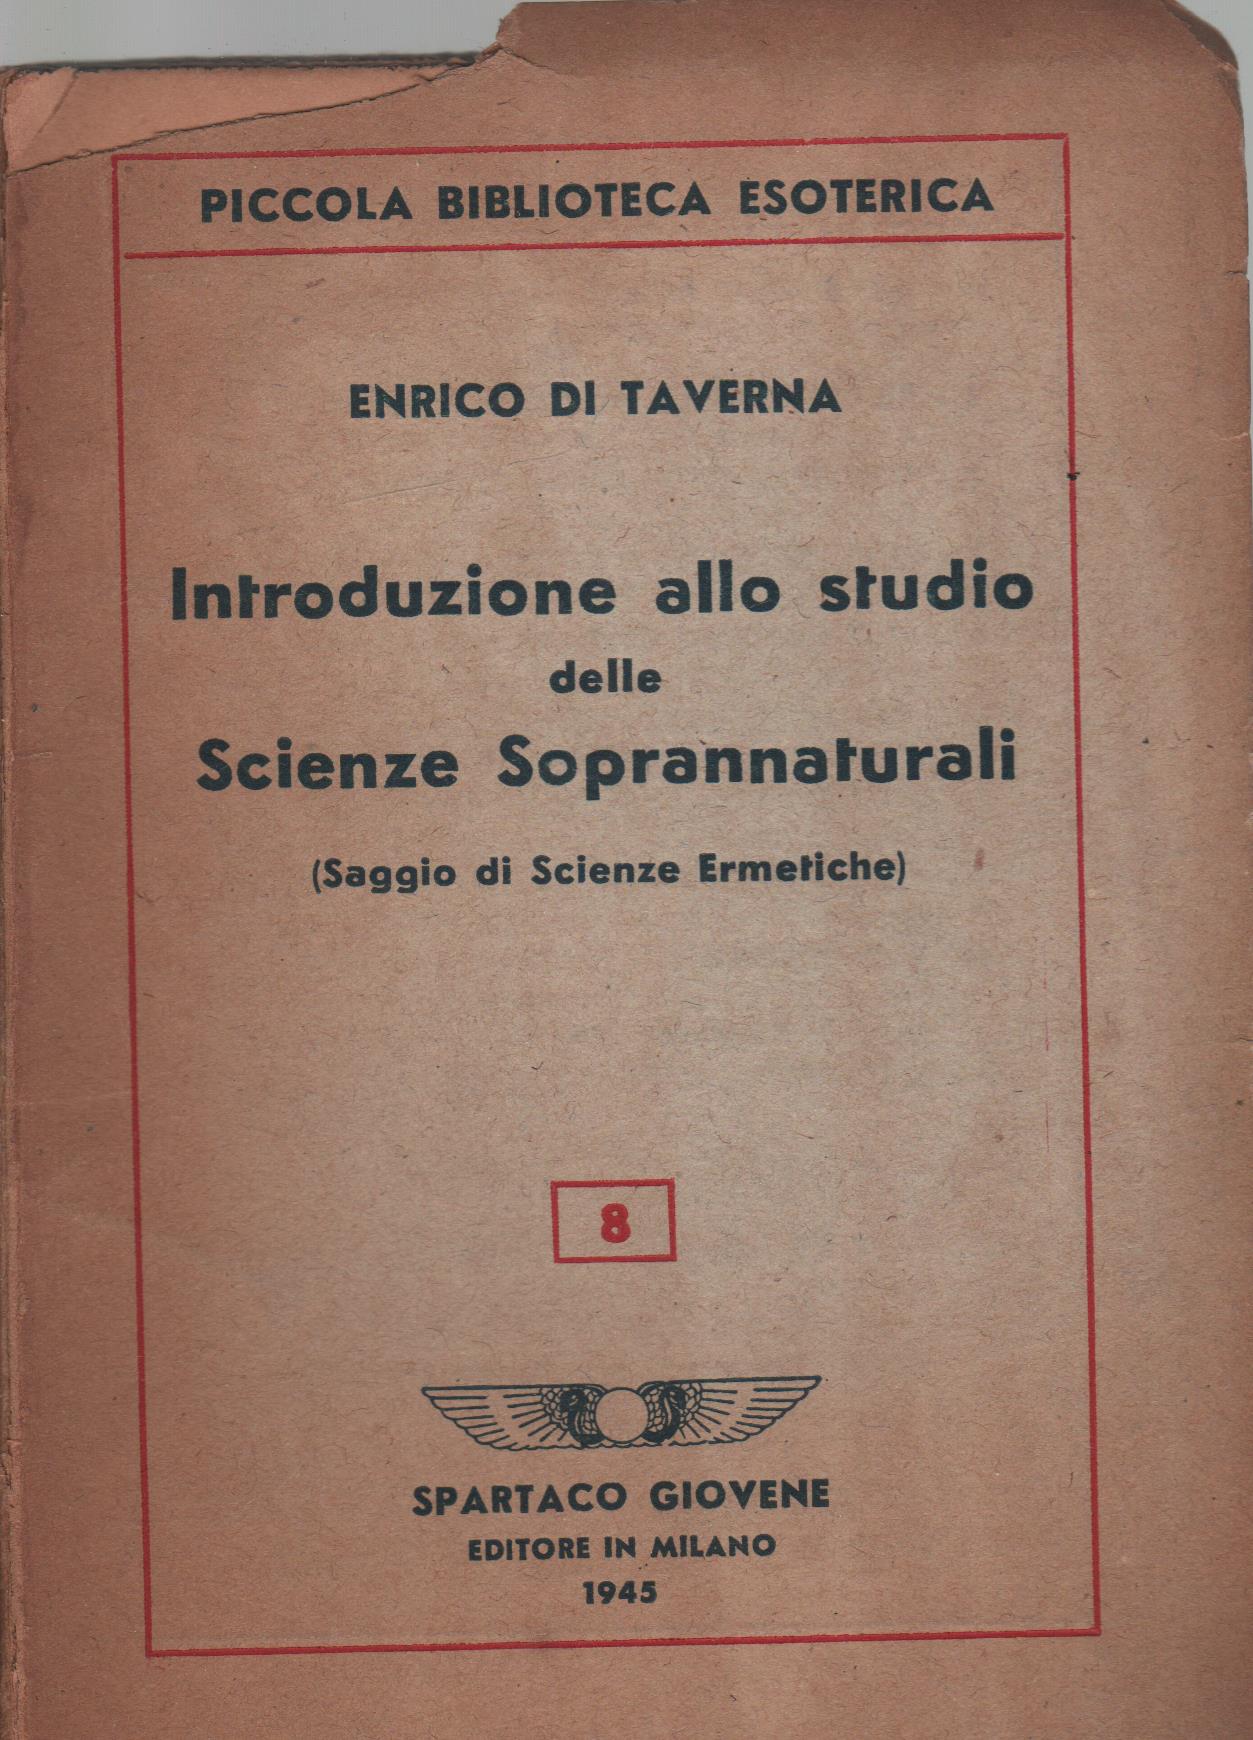 PICCOLA BIBLIOTECA ESOTERICA
ENRICO DI TAVERNA
Introduzione allo studio
delle
Scienze Soprannaturali
(Saggio di Scienze Ermetiche)
8
SPARTACO GIOVENE
EDITORE IN MILANO
1945